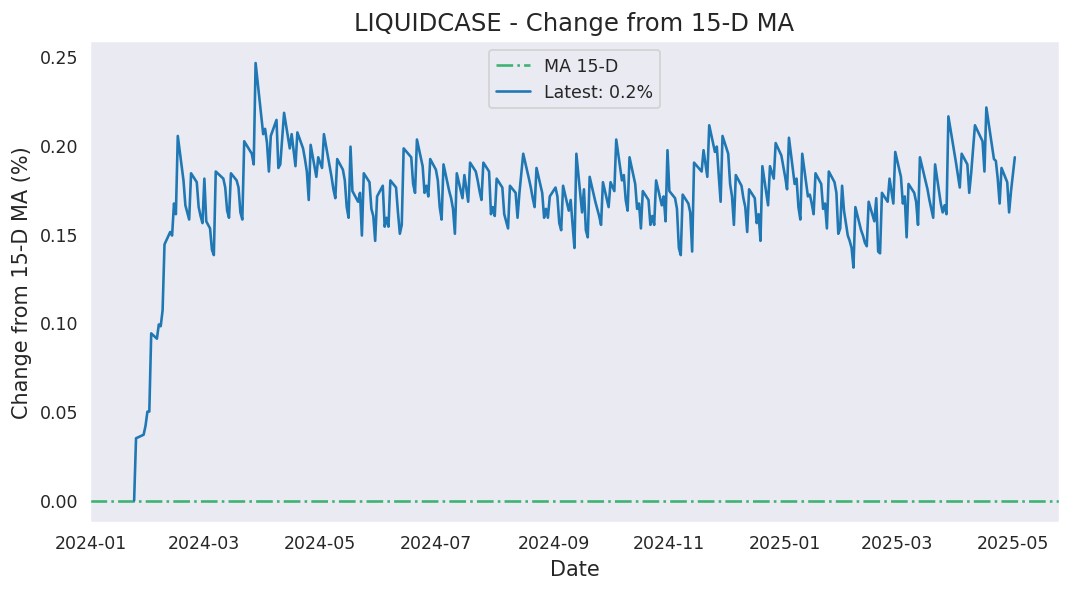 LIQUIDCASE - Change from 15-D MA
MA 15-D
Latest: 0.2%
Change from 15-D MA (%)
0.25
0.20
0.15
0.10
0.05
0.00
2024-01 2024-03 2024-05 2024-07 2024-09 2024-11 2025-01 2025-03 2025-05
Date